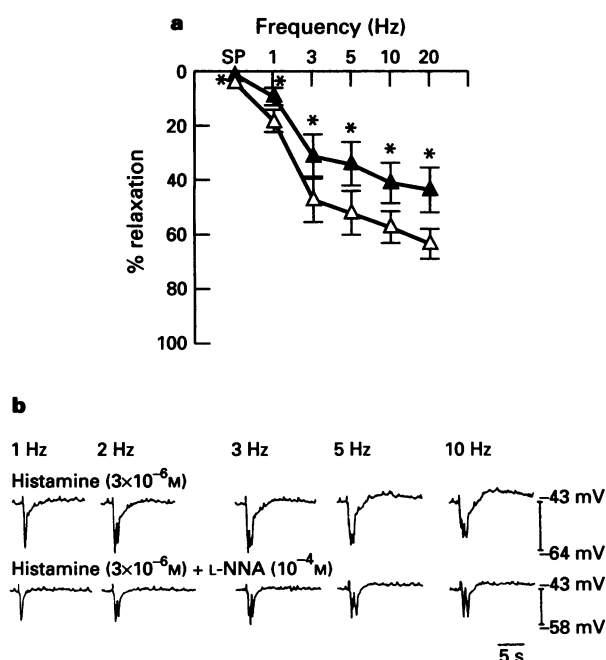 a
Frequency (Hz)
SP 1 3 5 10 20
0
20
40
60
80
100
% relaxation
* * * * * *
b
1 Hz 2 Hz 3 Hz 5 Hz 10 Hz
Histamine (3×10⁻⁶M)
–43 mV
–64 mV
Histamine (3×10⁻⁶M) + L-NNA (10⁻⁴M)
–43 mV
–58 mV
5 s